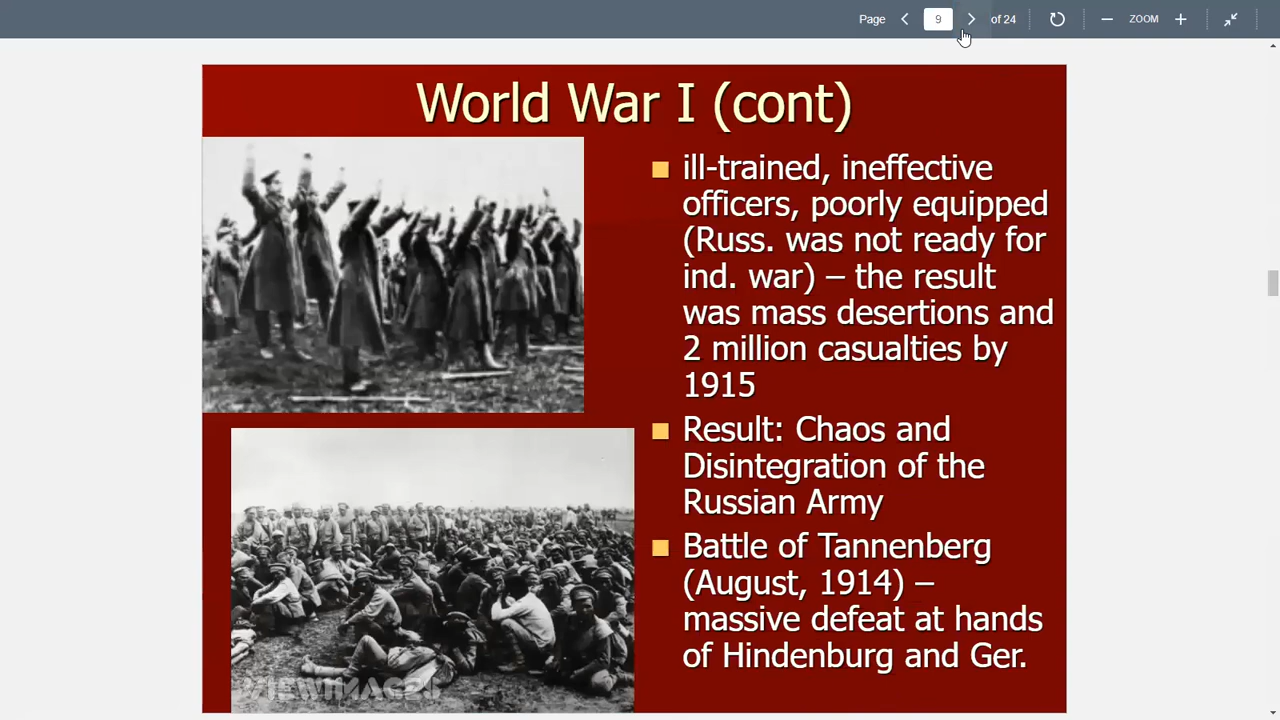 Page 9 of 24 ZOOM
World War I (cont)
ill-trained, ineffective
officers, poorly equipped
(Russ. was not ready for
ind. war) – the result
was mass desertions and
2 million casualties by
1915
Result: Chaos and
Disintegration of the
Russian Army
Battle of Tannenberg
(August, 1914) –
massive defeat at hands
of Hindenburg and Ger.